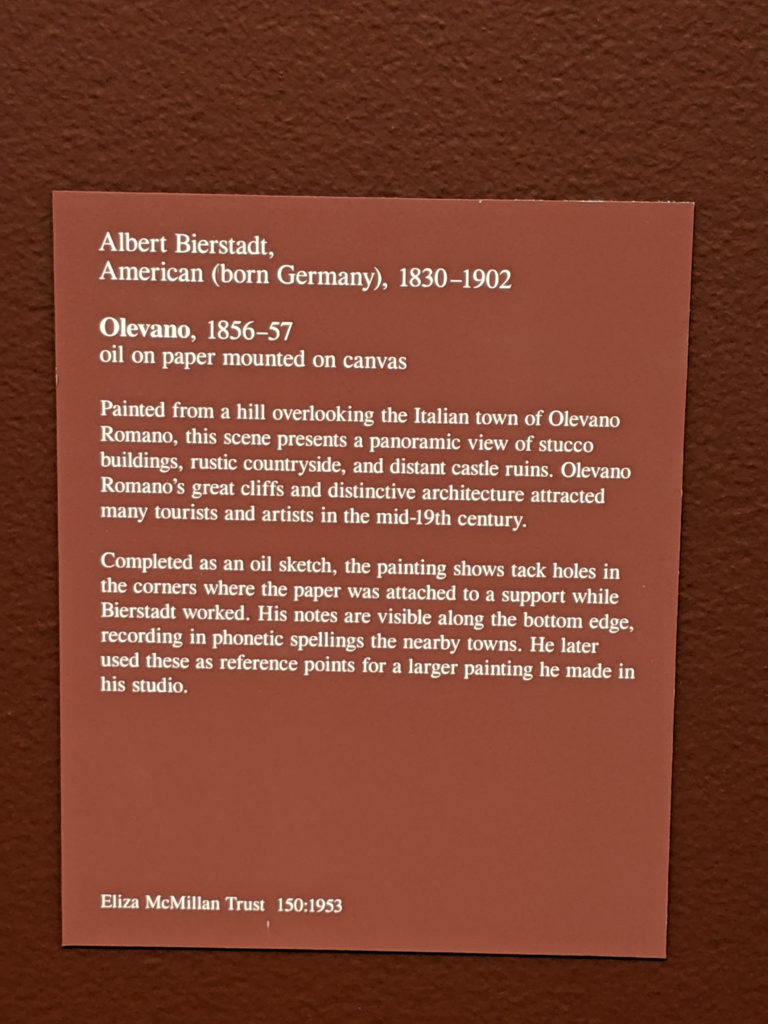 Albert Bierstadt,
American (born Germany), 1830–1902
Olevano, 1856–57
oil on paper mounted on canvas
Painted from a hill overlooking the Italian town of Olevano
Romano, this scene presents a panoramic view of stucco
buildings, rustic countryside, and distant castle ruins. Olevano
Romano's great cliffs and distinctive architecture attracted
many tourists and artists in the mid-19th century.
Completed as an oil sketch, the painting shows tack holes in
the corners where the paper was attached to a support while
Bierstadt worked. His notes are visible along the bottom edge,
recording in phonetic spellings the nearby towns. He later
used these as reference points for a larger painting he made in
his studio.
Eliza McMillan Trust 150:1953